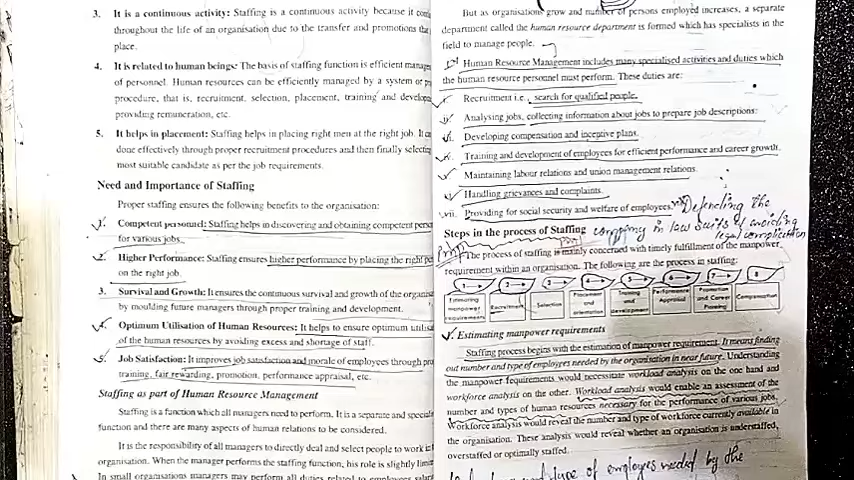 3. It is a continuous activity: Staffing is a continuous activity because it
throughout the life of an organisation due to the transfer and promotions
place.
4. It is related to human beings: The basis of staffing function is efficient
of personnel. Human resources can be efficiently managed by a system or
procedure, that is, recruitment, selection, placement, training and
providing remuneration, etc.
5. It helps in placement: Staffing helps in placing right men at the right job. It
done effectively through proper recruitment procedures and then finally
most suitable candidate as per the job requirements.
Need and Importance of Staffing
Proper staffing ensures the following benefits to the organisation:
1. Competent personnel: Staffing helps in discovering and obtaining competent
for various jobs.
2. Higher Performance: Staffing ensures higher performance by placing the right
on the right job.
3. Survival and Growth: It ensures the continuous survival and growth of the
by moulding future managers through proper training and development.
4. Optimum Utilisation of Human Resources: It helps to ensure optimum
of the human resources by avoiding excess and shortage of staff.
5. Job Satisfaction: It improves job satisfaction and morale of employees through
training, fair rewarding, promotion, performance appraisal, etc.
Staffing as part of Human Resource Management
Staffing is a function which all managers need to perform. It is a separate and
function and there are many aspects of human relations to be considered.
It is the responsibility of all managers to directly deal and select people to work
organisation. When the manager performs the staffing function, his role is slightly
In small organisations managers may perform all duties related to employees
But as organisations grow and number of persons employed increases, a separate
department called the human resource department is formed which has specialists in the
field to manage people.
Human Resource Management includes many specialised activities and duties which
the human resource personnel must perform. These duties are:
Recruitment i.e., search for qualified people.
Analysing jobs, collecting information about jobs to prepare job descriptions:
Developing compensation and incentive plans.
Training and development of employees for efficient performance and career growth.
Maintaining labour relations and union management relations.
Handling grievances and complaints.
vii. Providing for social security and welfare of employees. Defending the
Steps in the process of Staffing company in law suits & avoiding
legal complication
The process of staffing is mainly concerned with timely fulfillment of the manpower
requirement within an organisation. The following are the process in staffing:
1 2 3 4 5 6 7 8
Estimating manpower requirements
Recruitment
Selection
Placement and orientation
Training and development
Performance Appraisal
Promotion and Career Planning
Compensation
1. Estimating manpower requirements
Staffing process begins with the estimation of manpower requirement. It means finding
out number and type of employees needed by the organisation in near future. Understanding
the manpower requirements would necessitate workload analysis on the one hand and
workforce analysis on the other. Workload analysis would enable an assessment of the
number and types of human resources necessary for the performance of various jobs.
Workforce analysis would reveal the number and type of workforce currently available in
the organisation. These analysis would reveal whether an organisation is understaffed,
overstaffed or optimally staffed.
type of employees needed by the